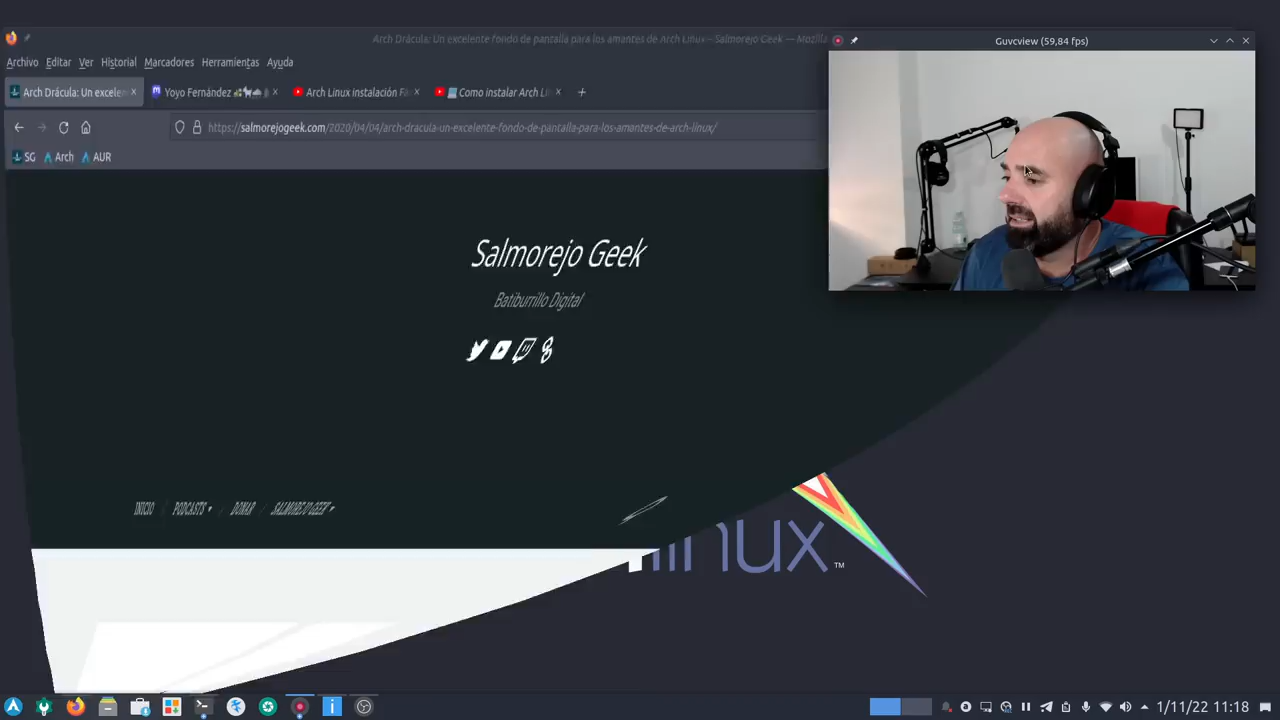 Arch Drácula: Un excelente fondo de pantalla para los amantes de Arch Linux - Salmorejo Geek — Mozilla
Guvcview (59,84 fps)
Archivo Editar Ver Historial Marcadores Herramientas Ayuda
Arch Drácula: Un excelen
Yoyo Fernández
Arch Linux instalación Fá
Como instalar Arch Li
https://salmorejogeek.com/2020/04/04/arch-dracula-un-excelente-fondo-de-pantalla-para-los-amantes-de-arch-linux/
SG Arch AUR
Salmorejo Geek
Batiburrillo Digital
INICIO / PODCASTS / DONAR / SALMOREJO GEEK
linux
TM
1/11/22 11:18